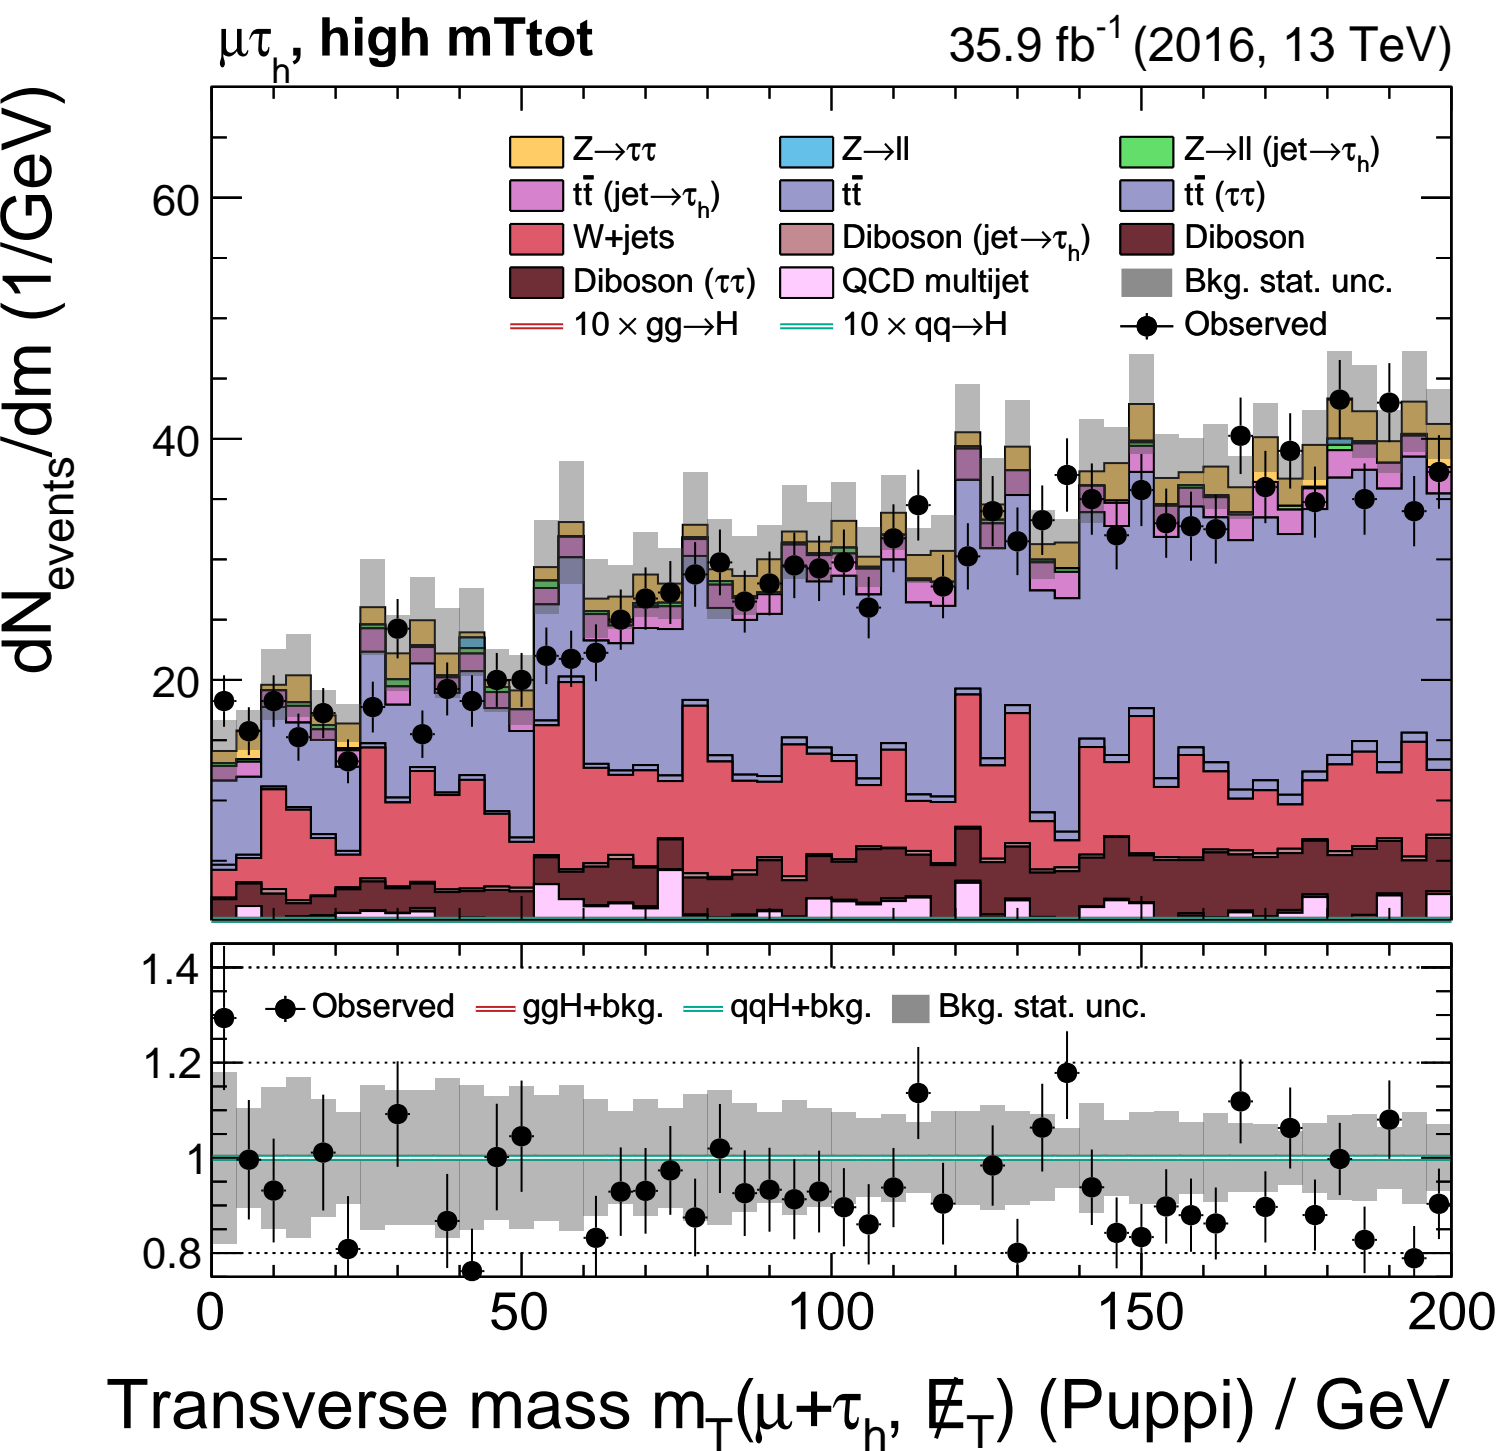 μτh, high mTtot 35.9 fb-1 (2016, 13 TeV)
dNevents/dm (1/GeV)
Z→ττ Z→ll Z→ll (jet→τh)
tt̄ (jet→τh) tt̄ tt̄ (ττ)
W+jets Diboson (jet→τh) Diboson
Diboson (ττ) QCD multijet Bkg. stat. unc.
10 × gg→H 10 × qq→H Observed
60
40
20
1.4
Observed ggH+bkg. qqH+bkg. Bkg. stat. unc.
1.2
1
0.8
0 50 100 150 200
Transverse mass mT(μ+τh, E̸T) (Puppi) / GeV